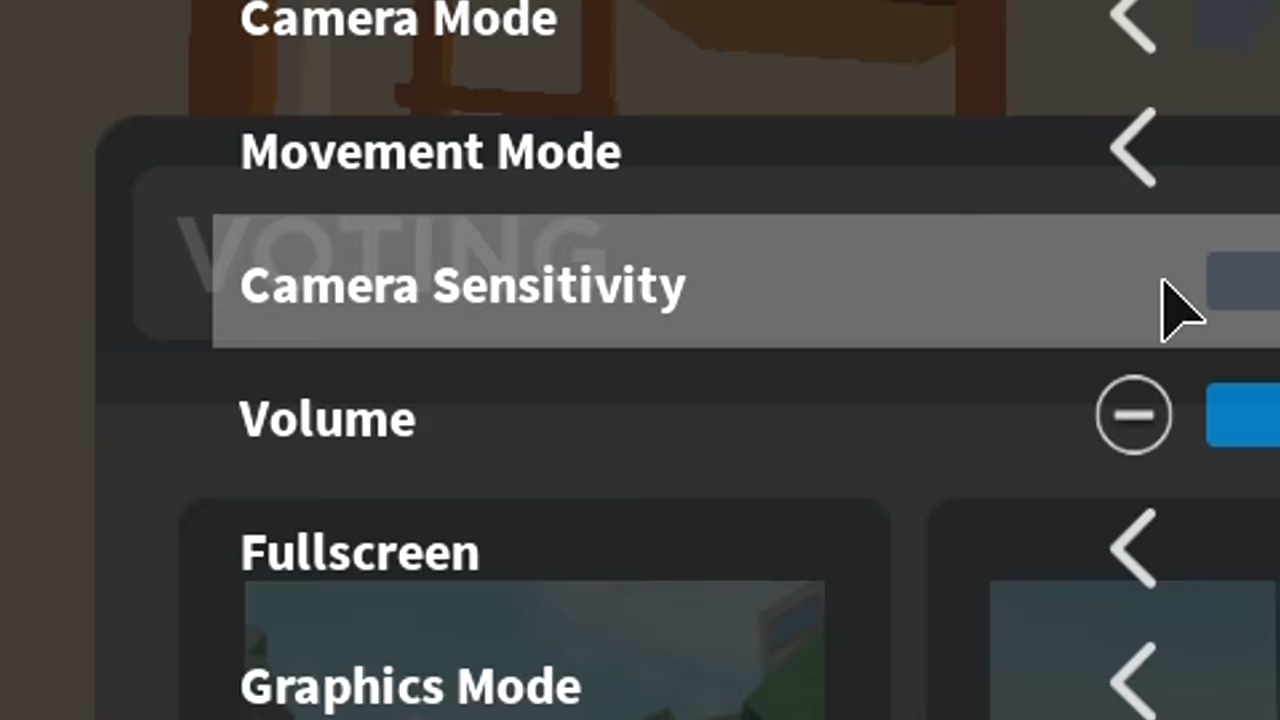 Camera Mode
Movement Mode
VOTING
Camera Sensitivity
Volume
Fullscreen
Graphics Mode